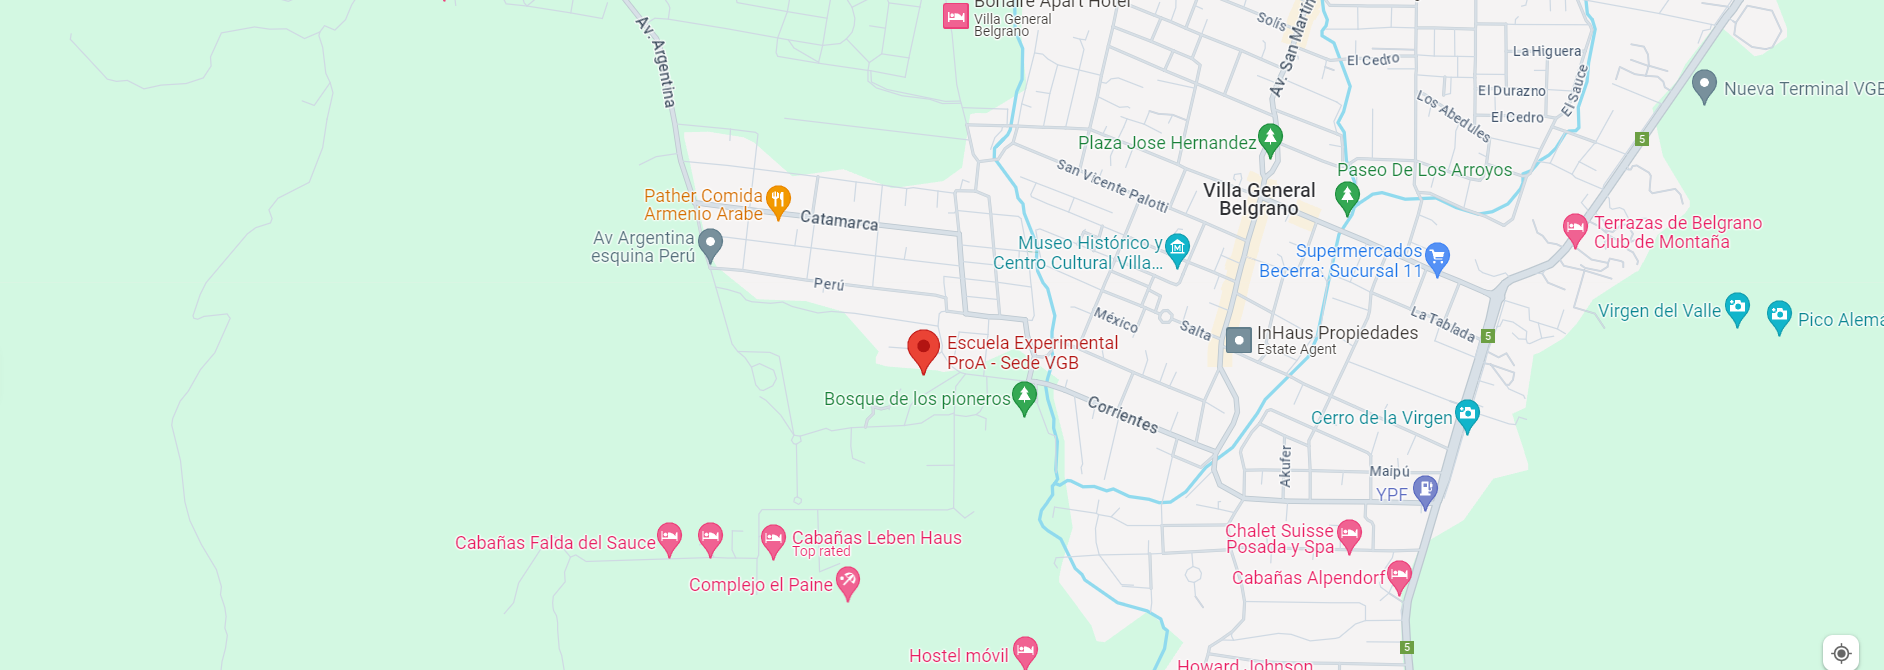 Bonaire Apart Hotel
Villa General
Belgrano
Av. Argentina
Solís
Av. San Martín
El Cedro
La Higuera
El Durazno
El Cedro
El Sauce
Los Abedules
Nueva Terminal VGB
5
Plaza Jose Hernandez
Paseo De Los Arroyos
San Vicente Palotti
Villa General
Belgrano
Pather Comida
Armenio Arabe
Catamarca
Av Argentina
esquina Perú
Perú
Museo Histórico y
Centro Cultural Villa...
Supermercados
Becerra: Sucursal 11
Terrazas de Belgrano
Club de Montaña
Virgen del Valle
Pico Alema
México
Salta
La Tablada
5
InHaus Propiedades
Estate Agent
Escuela Experimental
ProA - Sede VGB
Bosque de los pioneros
Corrientes
Cerro de la Virgen
Akufer
Maipú
YPF
Cabañas Falda del Sauce
Cabañas Leben Haus
Top rated
Complejo el Paine
Chalet Suisse
Posada y Spa
Cabañas Alpendorf
Hostel móvil
5
Howard Johnson